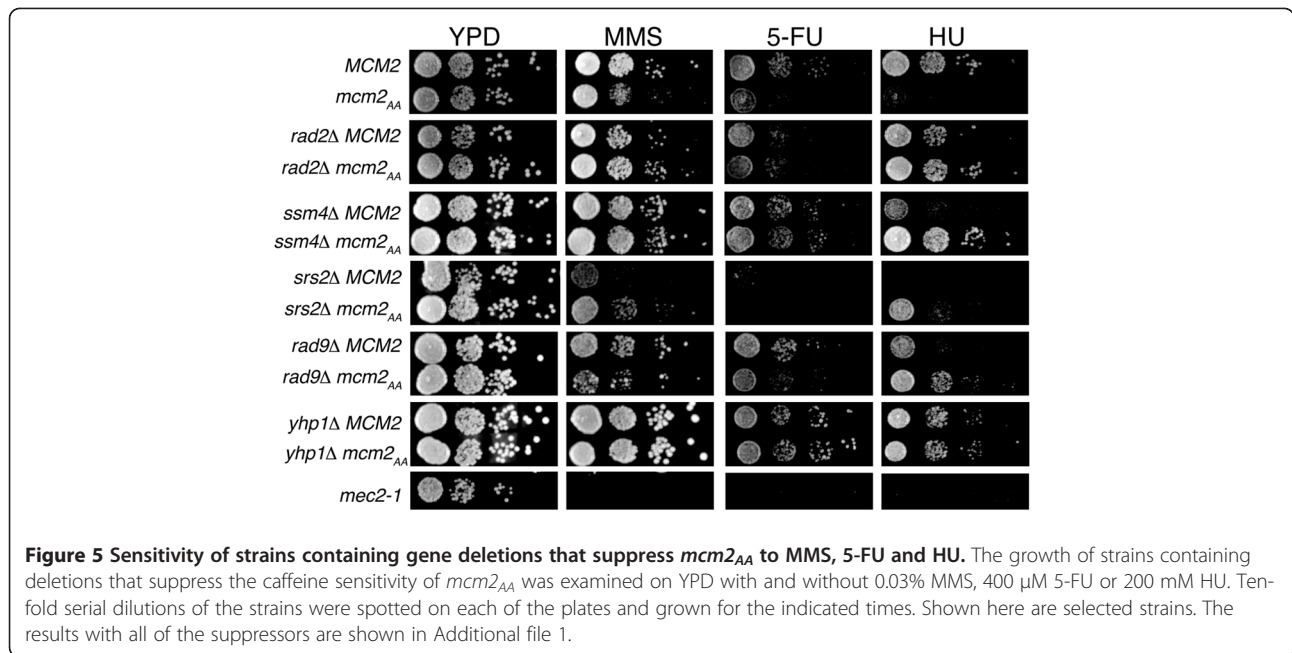 YPD MMS 5-FU HU
MCM2
mcm2AA
rad2Δ MCM2
rad2Δ mcm2AA
ssm4Δ MCM2
ssm4Δ mcm2AA
srs2Δ MCM2
srs2Δ mcm2AA
rad9Δ MCM2
rad9Δ mcm2AA
yhp1Δ MCM2
yhp1Δ mcm2AA
mec2-1
Figure 5 Sensitivity of strains containing gene deletions that suppress mcm2AA to MMS, 5-FU and HU. The growth of strains containing
deletions that suppress the caffeine sensitivity of mcm2AA was examined on YPD with and without 0.03% MMS, 400 μM 5-FU or 200 mM HU. Ten-
fold serial dilutions of the strains were spotted on each of the plates and grown for the indicated times. Shown here are selected strains. The
results with all of the suppressors are shown in Additional file 1.